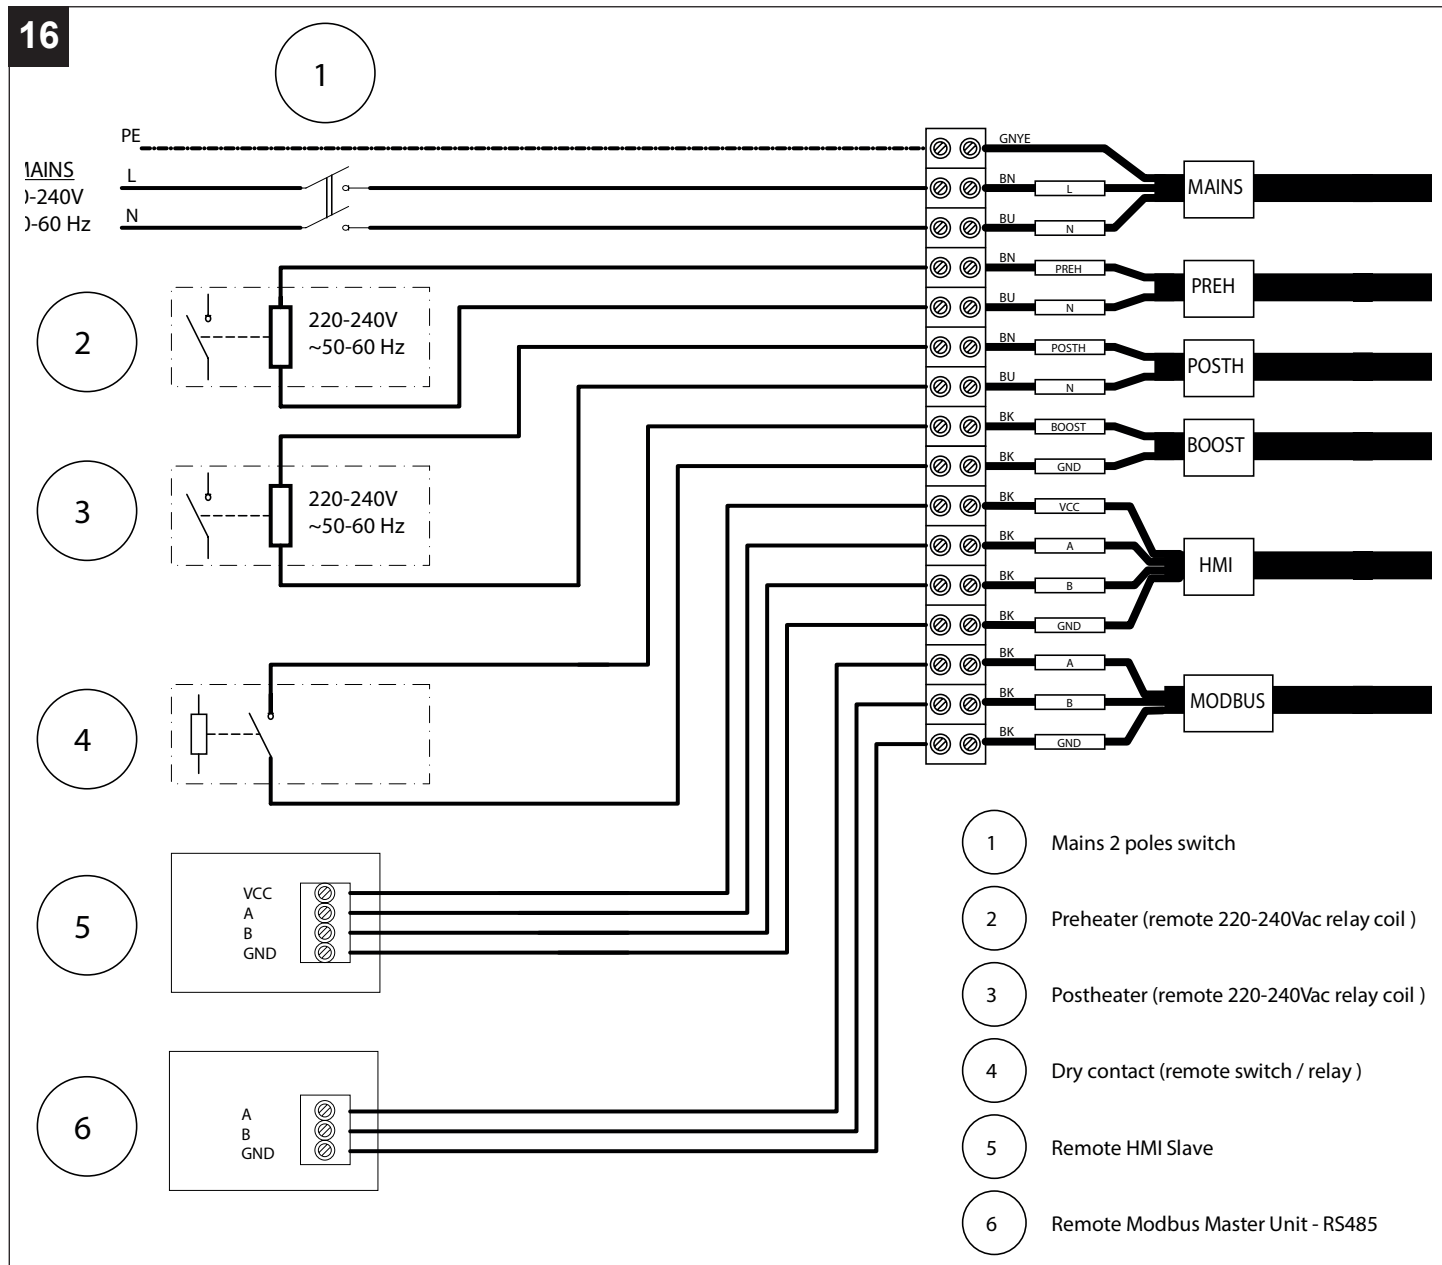 16
1
PE
L
N
0-240V
0-60 Hz
GNYE
BN L
BU N
MAINS
BN PREH
BU N
PREH
BN POSTH
BU N
POSTH
BK BOOST
BK GND
BOOST
BK VCC
BK A
BK B
BK GND
HMI
BK A
BK B
BK GND
MODBUS
2
220-240V
~50-60 Hz
3
220-240V
~50-60 Hz
4
5
VCC
A
B
GND
6
A
B
GND
1 Mains 2 poles switch
2 Preheater (remote 220-240Vac relay coil )
3 Postheater (remote 220-240Vac relay coil )
4 Dry contact (remote switch / relay )
5 Remote HMI Slave
6 Remote Modbus Master Unit - RS485